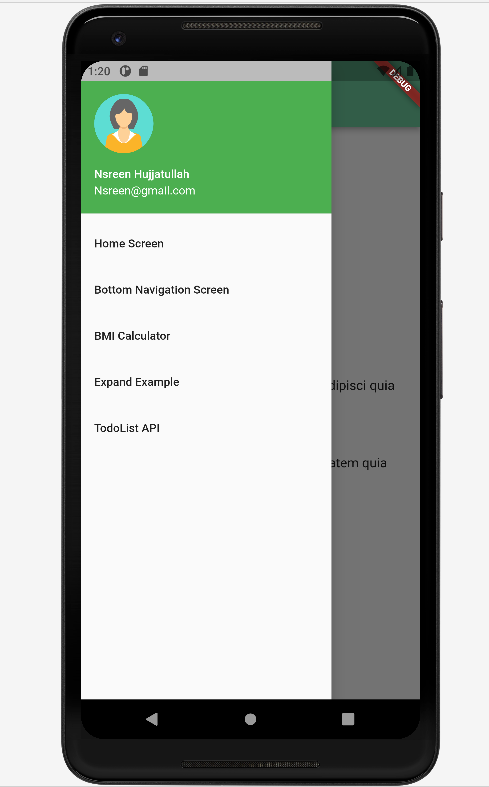 1:20
DEBUG
Nsreen Hujjatullah
Nsreen@gmail.com
Home Screen
Bottom Navigation Screen
BMI Calculator
Expand Example
dipisci quia
TodoList API
atem quia